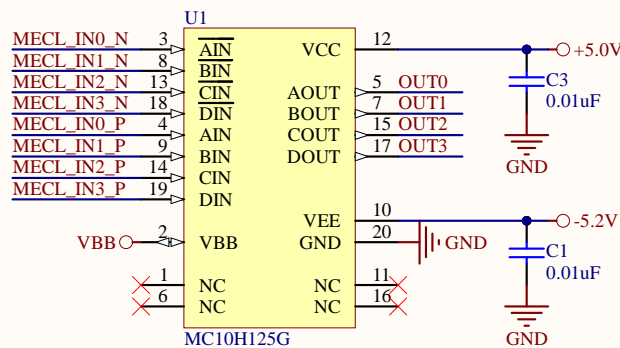 U1
MECL_IN0_N 3 AIN VCC 12 +5.0V
MECL_IN1_N 8 BIN
MECL_IN2_N 13 CIN AOUT 5 OUT0 C3
MECL_IN3_N 18 DIN BOUT 7 OUT1 0.01uF
MECL_IN0_P 4 AIN COUT 15 OUT2
MECL_IN1_P 9 BIN DOUT 17 OUT3
GND
MECL_IN2_P 14 CIN
MECL_IN3_P 19 DIN
VEE 10 -5.2V
VBB 2 VBB GND 20 GND
C1
0.01uF
1 NC NC 11
6 NC NC 16
MC10H125G GND